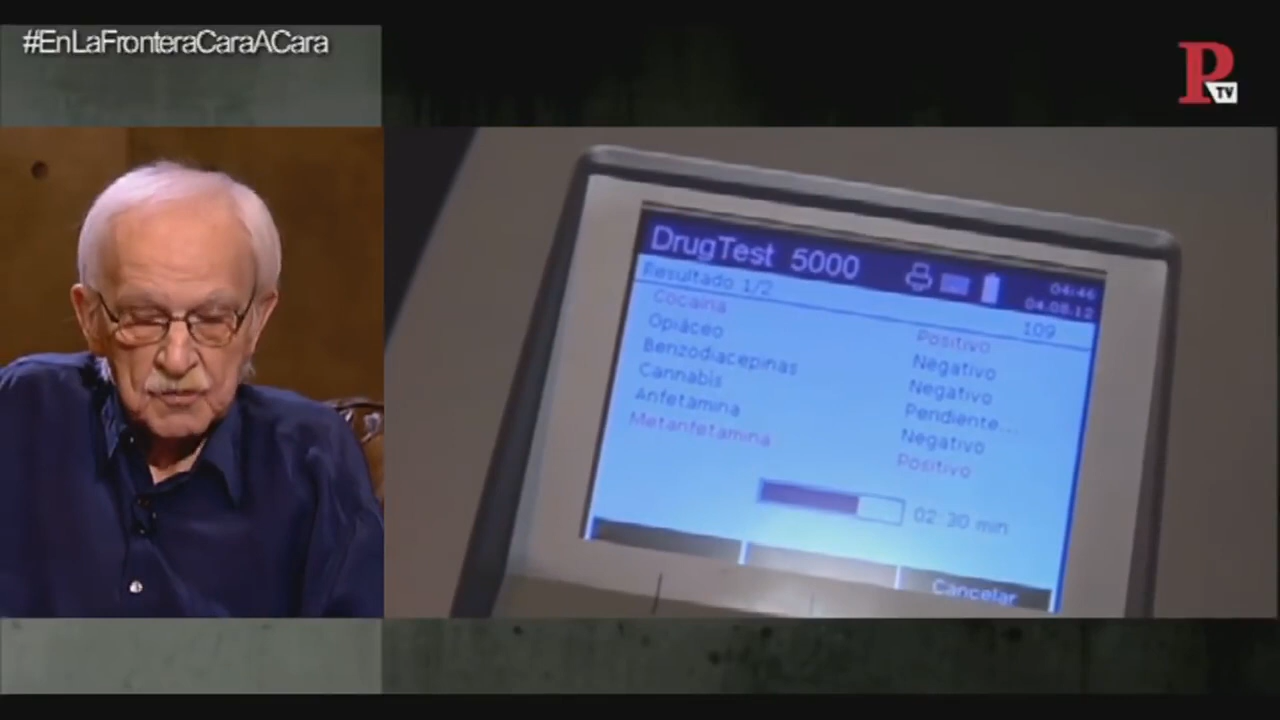 #EnLaFronteraCaraACara
P
TV
DrugTest 5000
04:46
04.08.12
Resultado 1/2
109
Cocaína Positivo
Opiáceo Negativo
Benzodiacepinas Negativo
Cannabis Pendiente...
Anfetamina Negativo
Metanfetamina Positivo
02:30 min
Cancelar